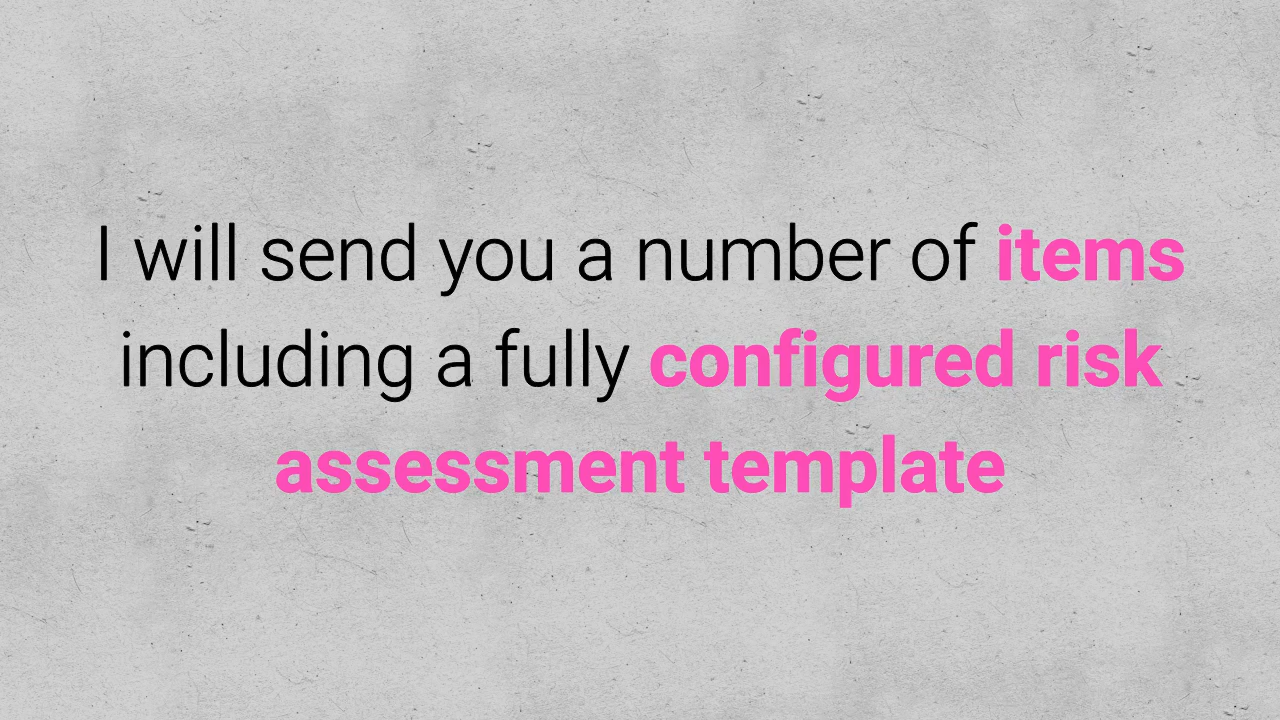 I will send you a number of items
including a fully configured risk
assessment template